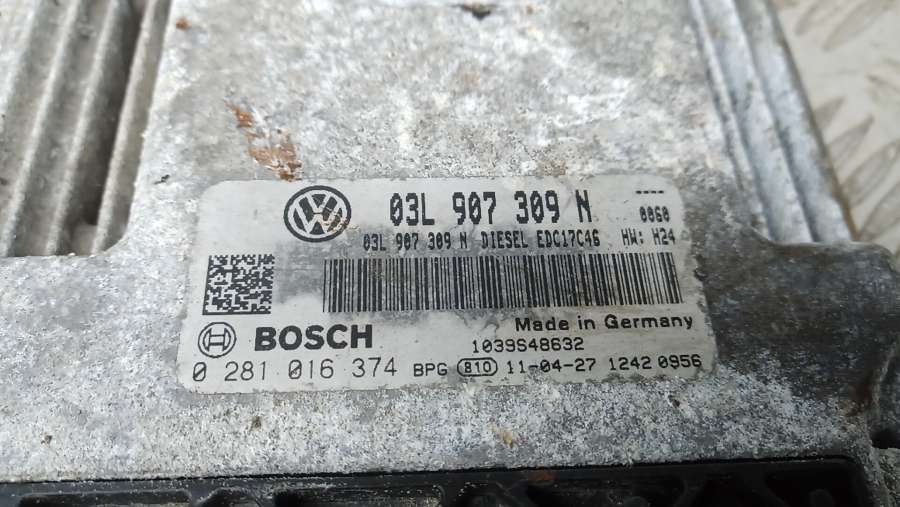 03L 907 309 N ----
0060
03L 907 309 N DIESEL EDC17C46 HW: H24
BOSCH
Made in Germany
1039S48632
0 281 016 374 BPG 810 11-04-27 1242 0956